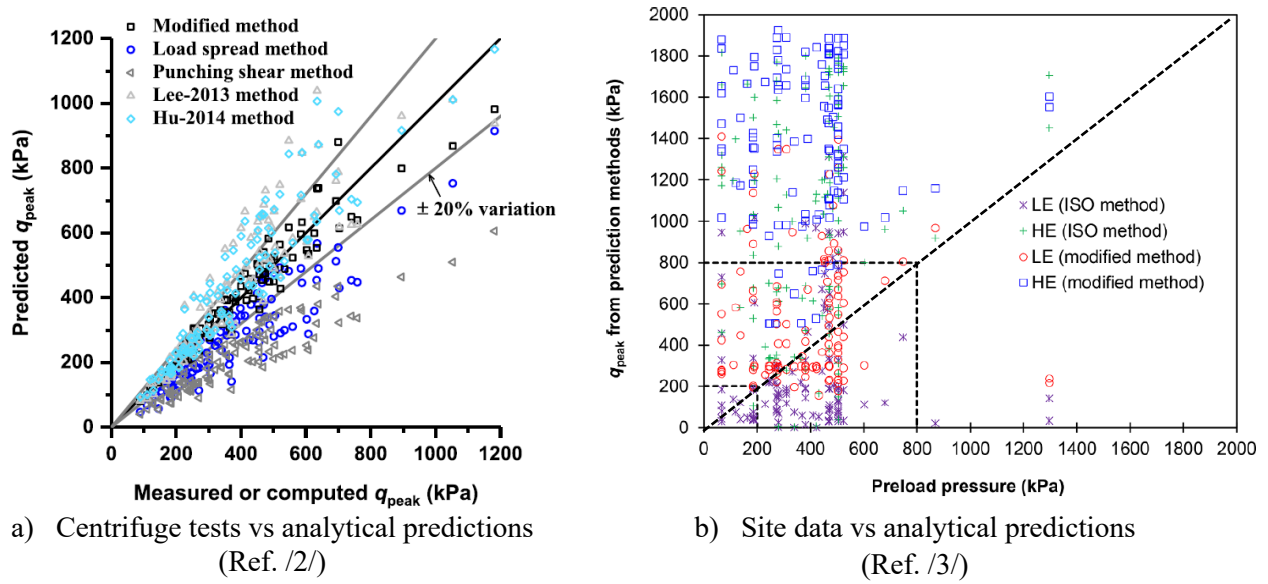 Modified method
Load spread method
Punching shear method
Lee-2013 method
Hu-2014 method
± 20% variation
1200
1000
800
600
400
200
0
0 200 400 600 800 1000 1200
Predicted qpeak (kPa)
Measured or computed qpeak (kPa)
a) Centrifuge tests vs analytical predictions
(Ref. /2/)
2000
1800
1600
1400
1200
1000
800
600
400
200
0
0 200 400 600 800 1000 1200 1400 1600 1800 2000
qpeak from prediction methods (kPa)
Preload pressure (kPa)
LE (ISO method)
HE (ISO method)
LE (modified method)
HE (modified method)
b) Site data vs analytical predictions
(Ref. /3/)